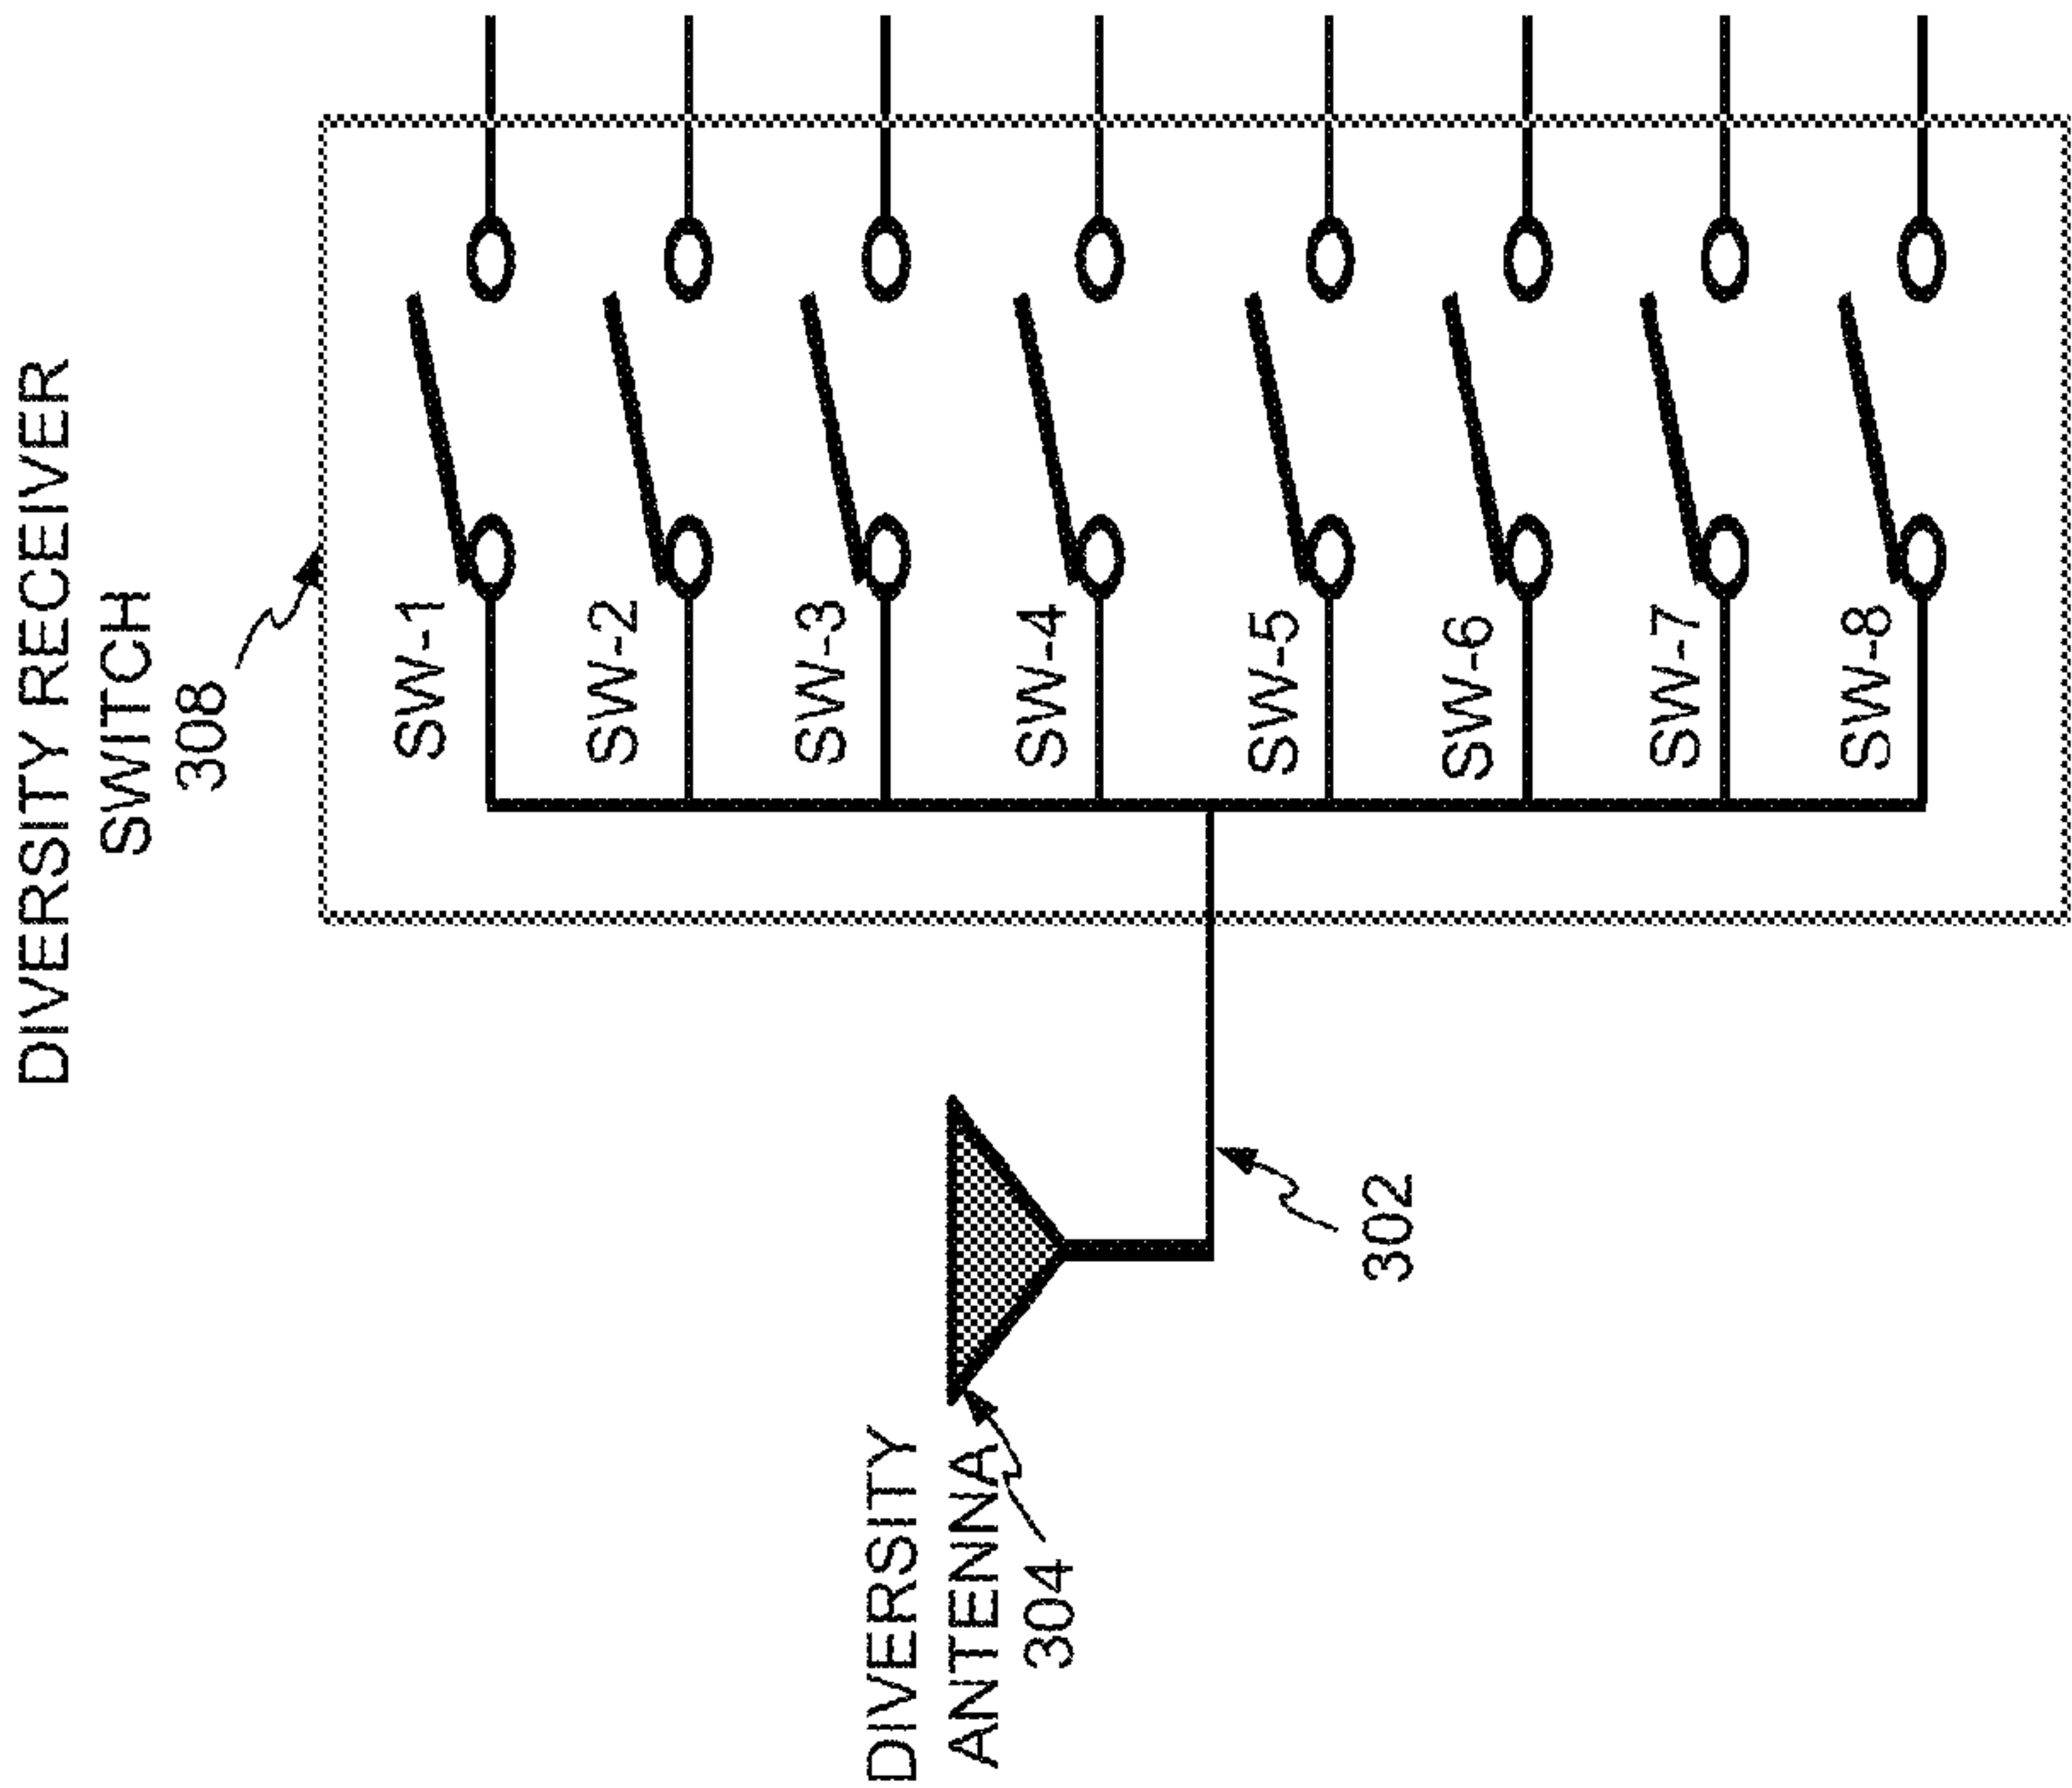 DIVERSITY RECEIVER
SWITCH
308
SW-1
SW-2
SW-3
SW-4
SW-5
SW-6
SW-7
SW-8
302
DIVERSITY
ANTENNA
304